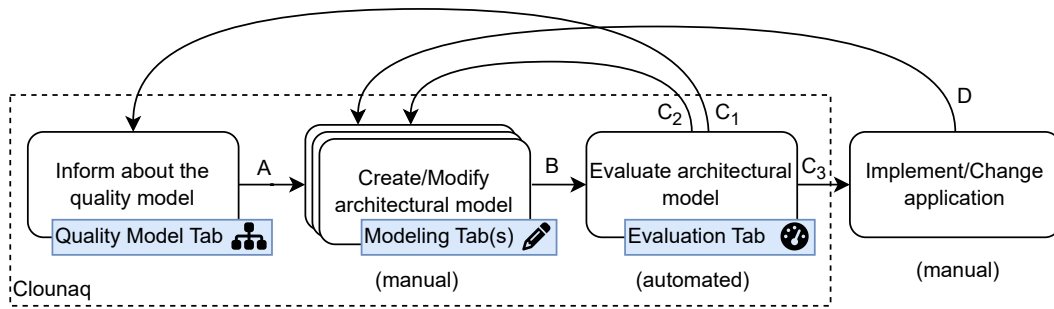 C₂
C₁
D
Inform about the
quality model
A
Create/Modify
architectural model
B
Evaluate architectural
model
C₃
Implement/Change
application
Quality Model Tab
Modeling Tab(s)
Evaluation Tab
(manual)
(automated)
(manual)
Clounaq